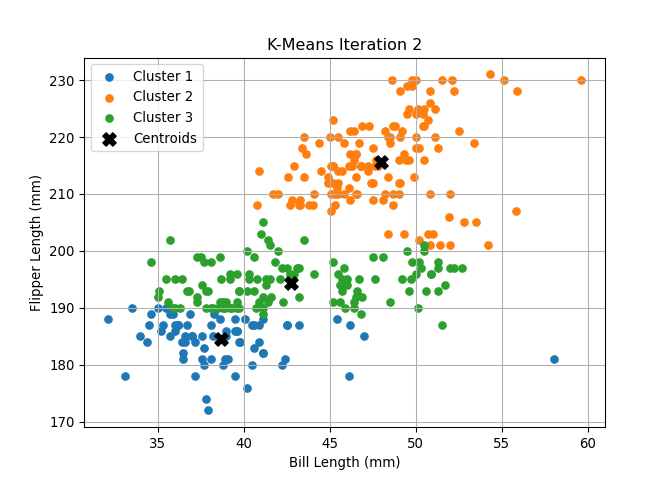 K-Means Iteration 2
Cluster 1
Cluster 2
Cluster 3
Centroids
Flipper Length (mm)
230
220
210
200
190
180
170
35
40
45
50
55
60
Bill Length (mm)